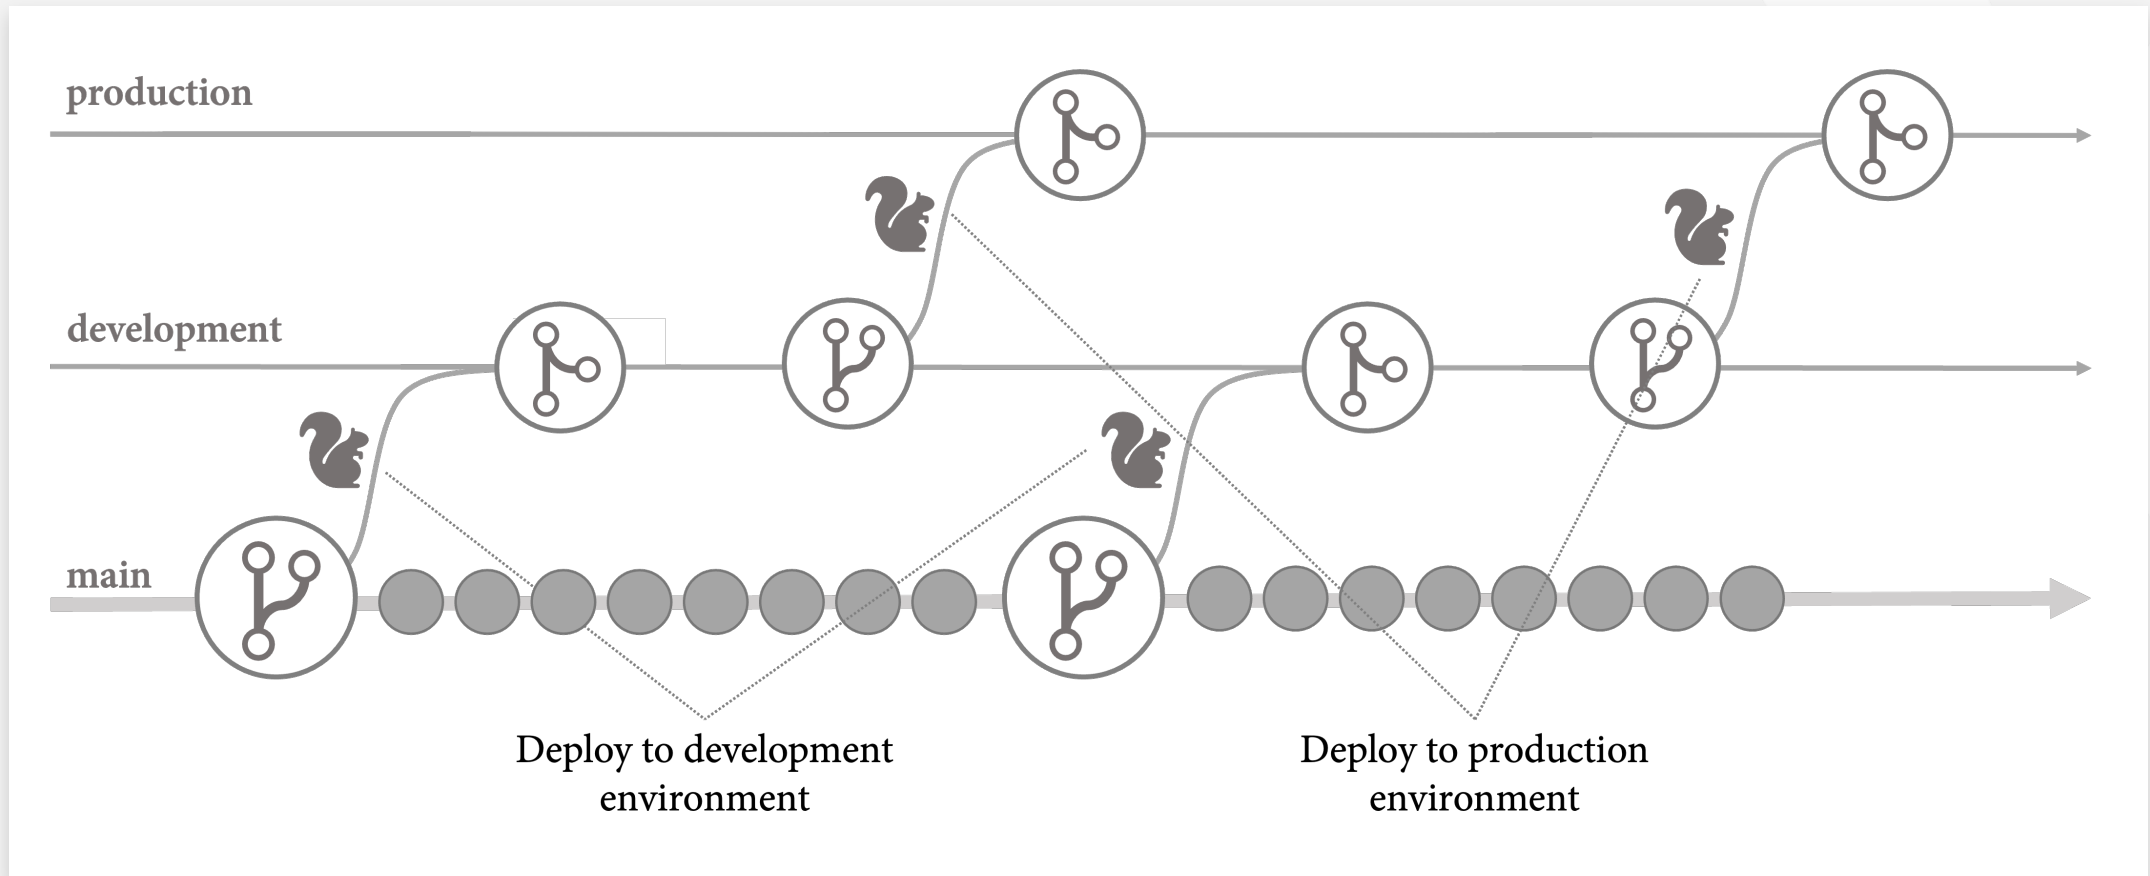 production
development
main
Deploy to development
environment
Deploy to production
environment